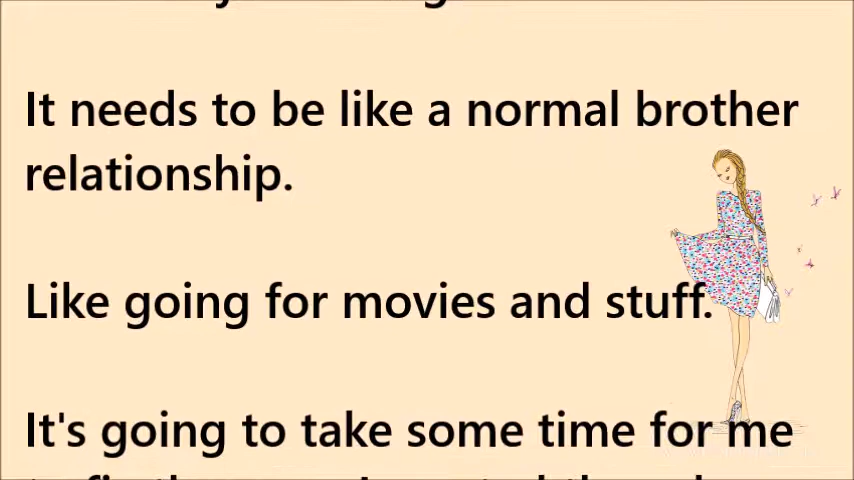 It needs to be like a normal brother
relationship.
Like going for movies and stuff.
It's going to take some time for me